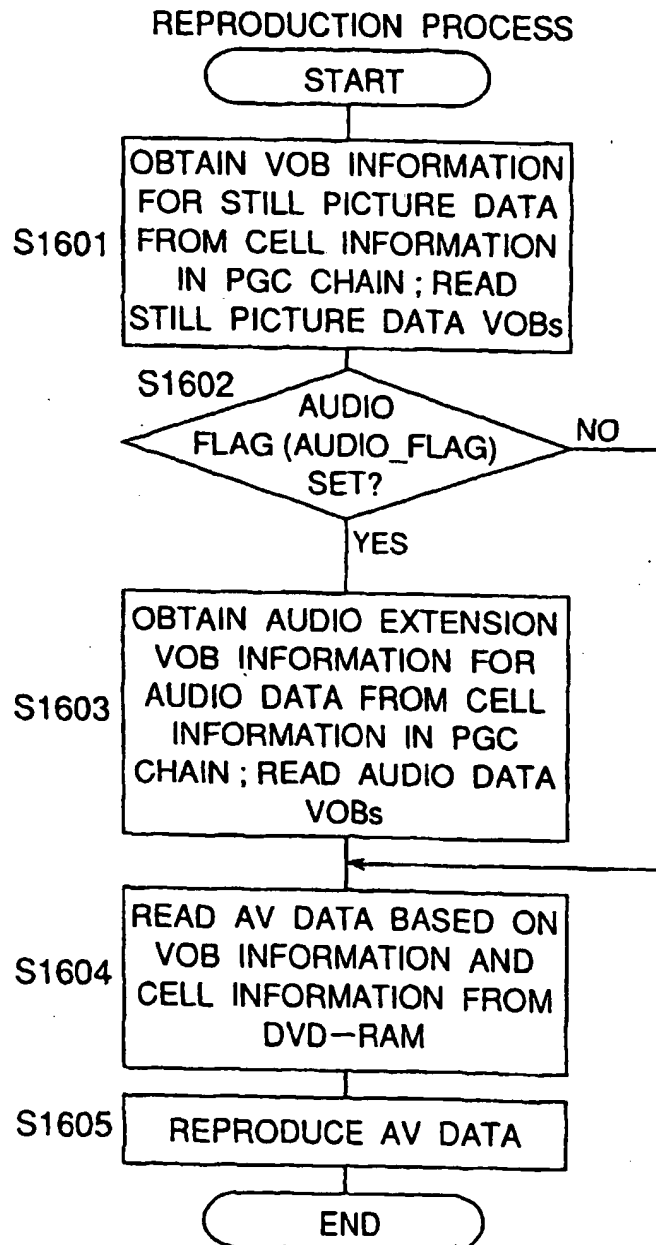 REPRODUCTION PROCESS
START
S1601
OBTAIN VOB INFORMATION
FOR STILL PICTURE DATA
FROM CELL INFORMATION
IN PGC CHAIN ; READ
STILL PICTURE DATA VOBs
S1602
AUDIO
FLAG (AUDIO_FLAG)
SET?
NO
YES
S1603
OBTAIN AUDIO EXTENSION
VOB INFORMATION FOR
AUDIO DATA FROM CELL
INFORMATION IN PGC
CHAIN ; READ AUDIO DATA
VOBs
S1604
READ AV DATA BASED ON
VOB INFORMATION AND
CELL INFORMATION FROM
DVD-RAM
S1605
REPRODUCE AV DATA
END